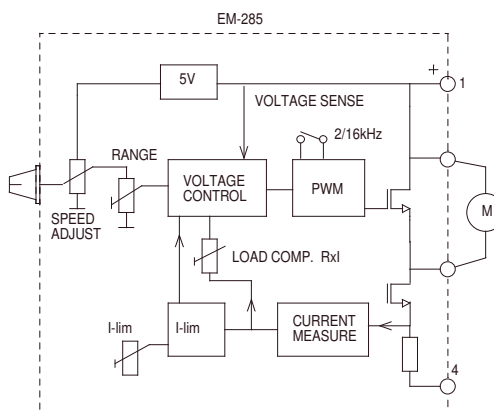 EM-285
5V
+
1
VOLTAGE SENSE
2/16kHz
RANGE
VOLTAGE
CONTROL
PWM
M
SPEED
ADJUST
LOAD COMP. RxI
I-lim
I-lim
CURRENT
MEASURE
4